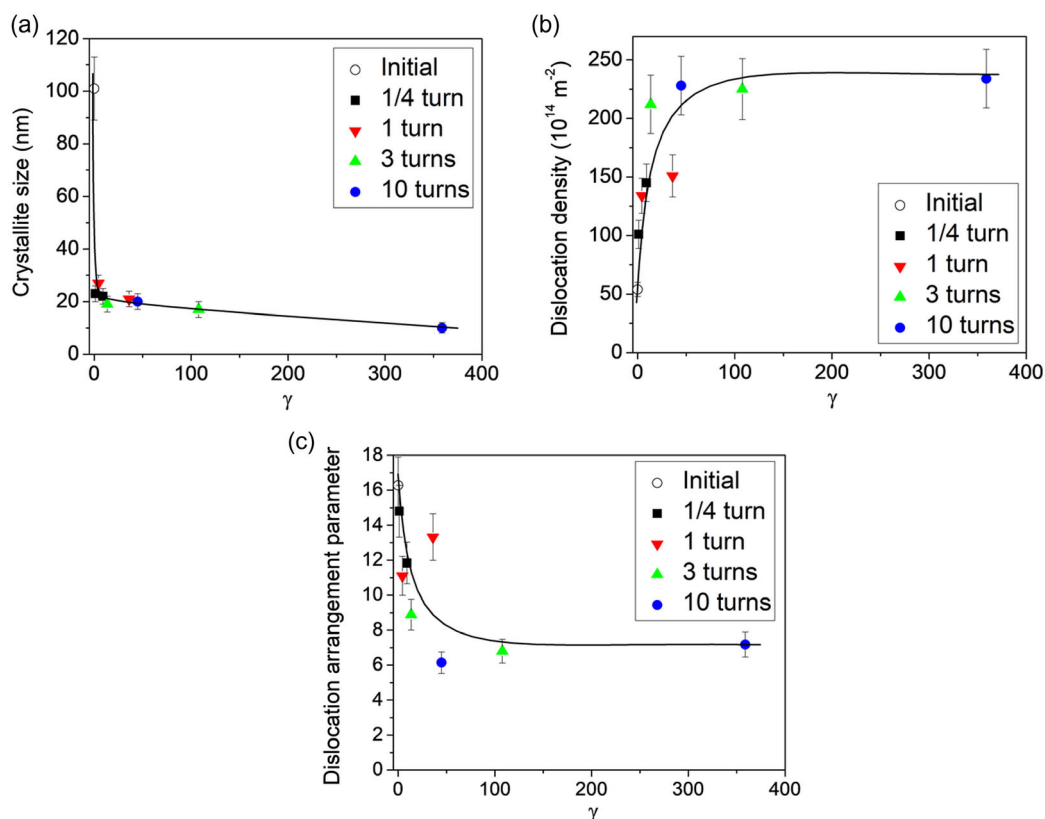 (a)
Crystallite size (nm)
120
100
80
60
40
20
0
0 100 200 300 400
γ
Initial
1/4 turn
1 turn
3 turns
10 turns
(b)
Dislocation density (10¹⁴ m⁻²)
250
200
150
100
50
0
0 100 200 300 400
γ
Initial
1/4 turn
1 turn
3 turns
10 turns
(c)
Dislocation arrangement parameter
18
16
14
12
10
8
6
4
2
0
0 100 200 300 400
γ
Initial
1/4 turn
1 turn
3 turns
10 turns